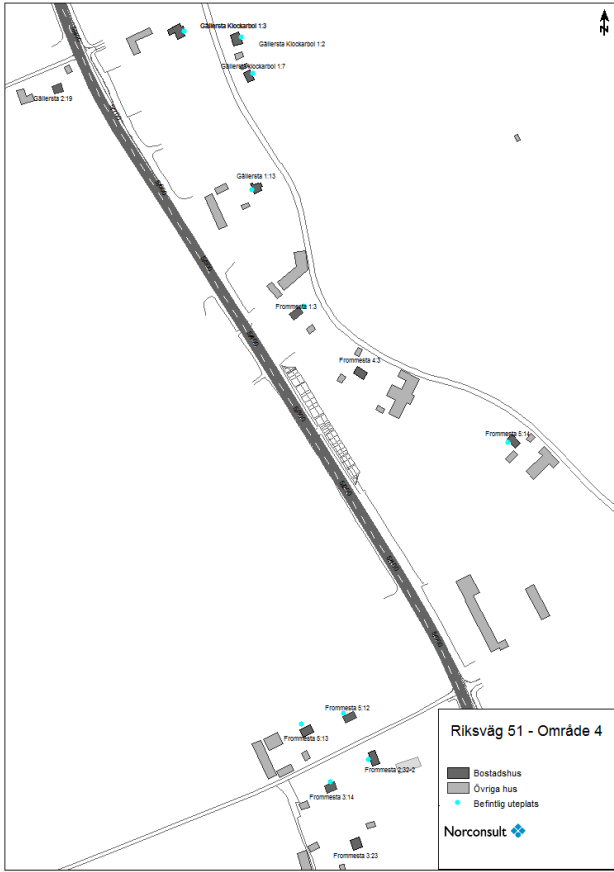 Gällersta Klockarbol 1:3
Gällersta Klockarbol 1:2
Gällersta Klockarbol 1:7
Gällersta 2:19
Gällersta 1:13
Frommesta 1:3
Frommesta 4:3
Frommesta 5:14
Frommesta 5:12
Frommesta 5:13
Frommesta 2:32-2
Frommesta 3:14
Frommesta 3:23
N
Riksväg 51 - Område 4
Bostadshus
Övriga hus
Befintlig uteplats
Norconsult